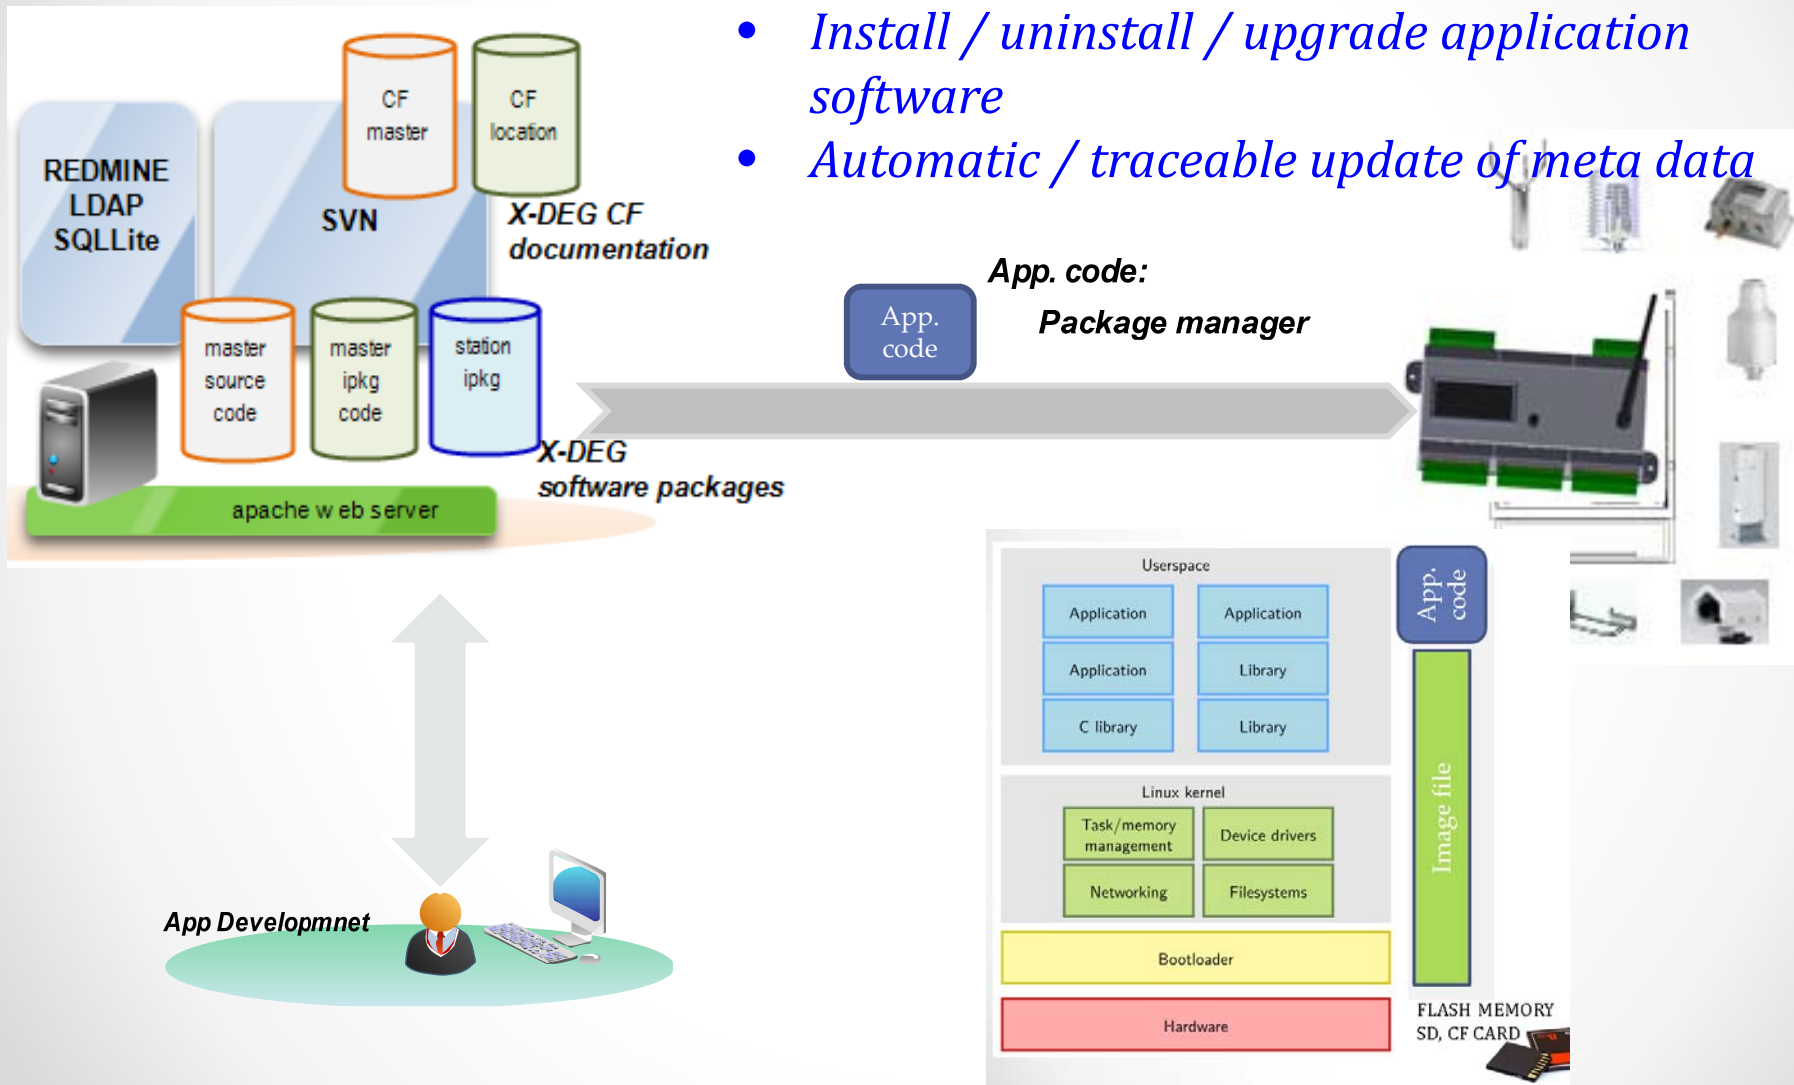 • Install / uninstall / upgrade application
software
• Automatic / traceable update of meta data
CF
master
CF
location
REDMINE
LDAP
SQLLite
SVN
X-DEG CF
documentation
master
source
code
master
ipkg
code
station
ipkg
X-DEG
software packages
apache web server
App.
code
App. code:
Package manager
App Developmnet
Userspace
Application
Application
Application
Library
C library
Library
Linux kernel
Task/memory
management
Device drivers
Networking
Filesystems
Bootloader
Hardware
App.
code
Image file
FLASH MEMORY
SD, CF CARD